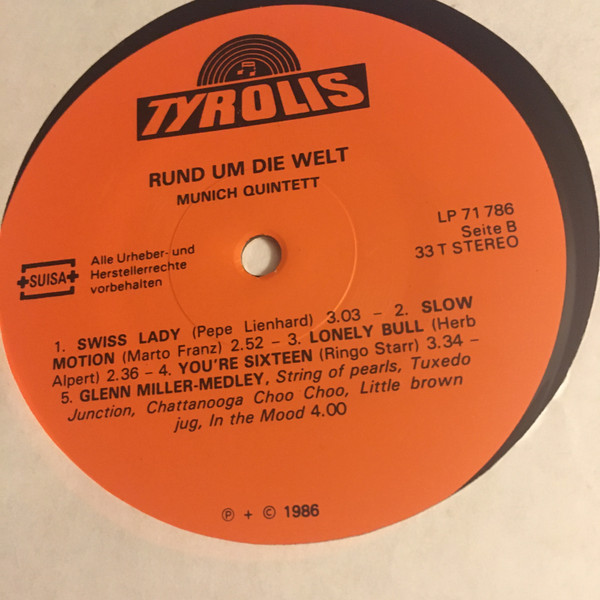 TYROLIS
RUND UM DIE WELT
MUNICH QUINTETT
LP 71 786
Seite B
33 T STEREO
SUISA
Alle Urheber- und
Herstellerrechte
vorbehalten
1. SWISS LADY (Pepe Lienhard) 3.03 – 2. SLOW
MOTION (Marto Franz) 2.52 – 3. LONELY BULL (Herb
Alpert) 2.36 – 4. YOU'RE SIXTEEN (Ringo Starr) 3.34 –
5. GLENN MILLER-MEDLEY, String of pearls, Tuxedo
Junction, Chattanooga Choo Choo, Little brown
jug, In the Mood 4.00
℗ + © 1986